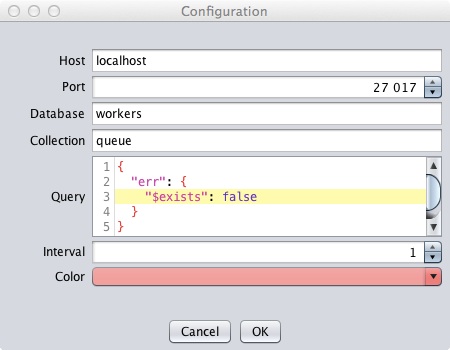 Configuration
Host localhost
Port 27 017
Database workers
Collection queue
Query
1 {
2   "err": {
3     "$exists": false
4   }
5 }
Interval 1
Color
Cancel OK